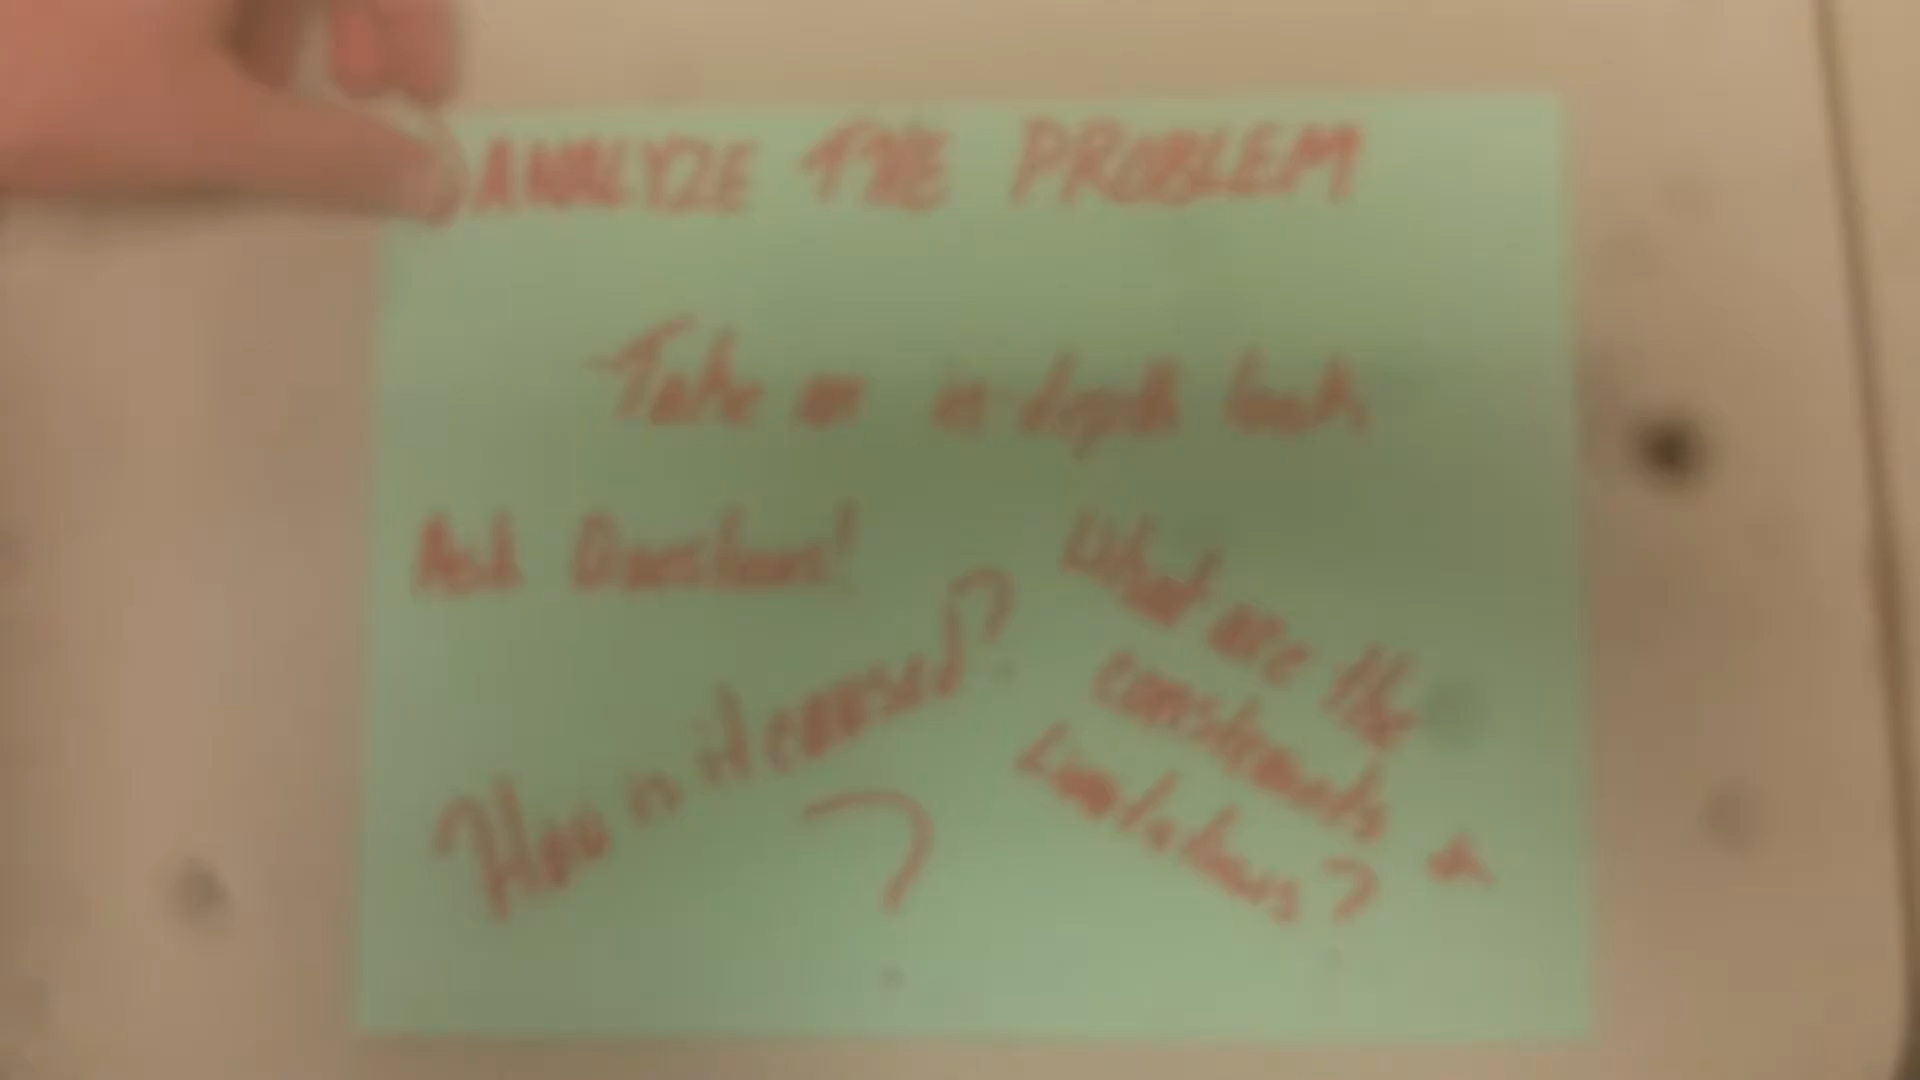 ANALYZE THE PROBLEM
Take an in-depth look
Ask Questions!
How is it caused?
?
What are the
constraints &
Limitations?